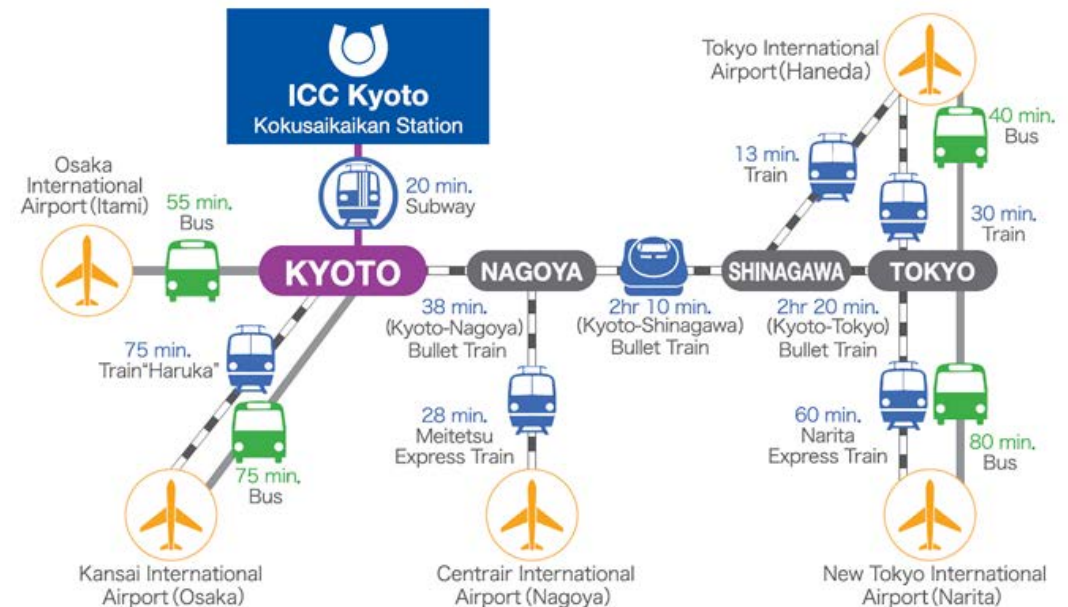 ICC Kyoto
Kokusaikaikan Station
Tokyo International
Airport(Haneda)
40 min.
Bus
13 min.
Train
30 min.
Train
Osaka
International
Airport(Itami)
55 min.
Bus
20 min.
Subway
KYOTO
NAGOYA
SHINAGAWA
TOKYO
38 min.
(Kyoto-Nagoya)
Bullet Train
2hr 10 min.
(Kyoto-Shinagawa)
Bullet Train
2hr 20 min.
(Kyoto-Tokyo)
Bullet Train
75 min.
Train"Haruka"
75 min.
Bus
28 min.
Meitetsu
Express Train
60 min.
Narita
Express Train
80 min.
Bus
Kansai International
Airport(Osaka)
Centrair International
Airport(Nagoya)
New Tokyo International
Airport(Narita)